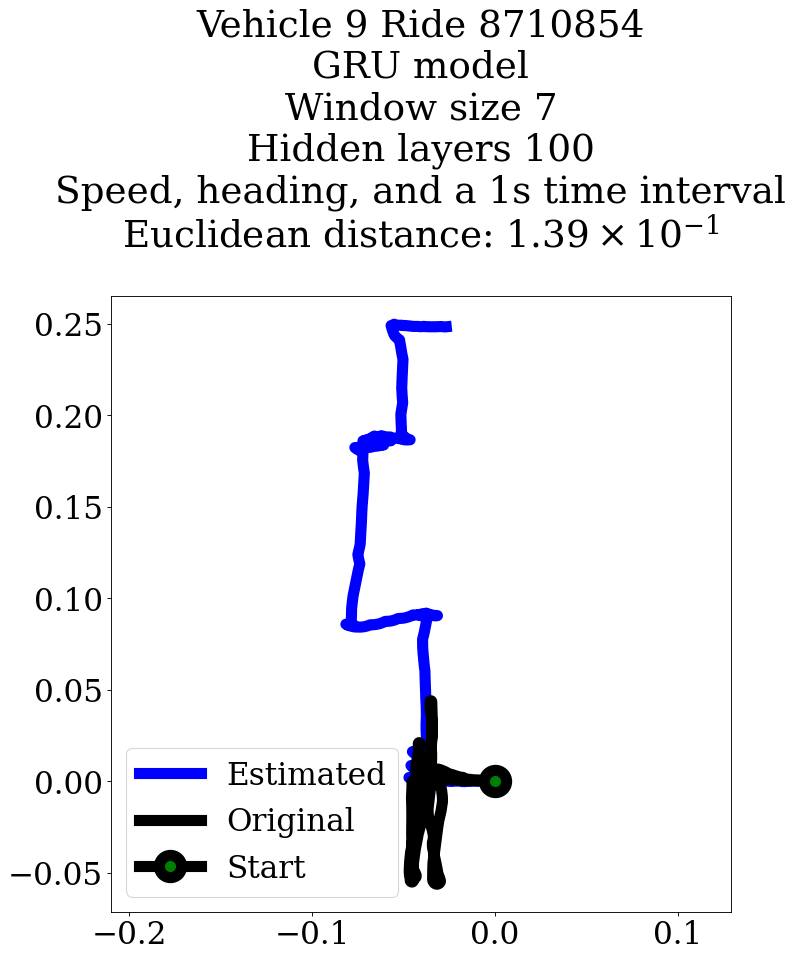 Vehicle 9 Ride 8710854
GRU model
Window size 7
Hidden layers 100
Speed, heading, and a 1s time interval
Euclidean distance: 1.39 × 10⁻¹
0.25
0.20
0.15
0.10
0.05
0.00
−0.05
Estimated
Original
Start
−0.2 −0.1 0.0 0.1